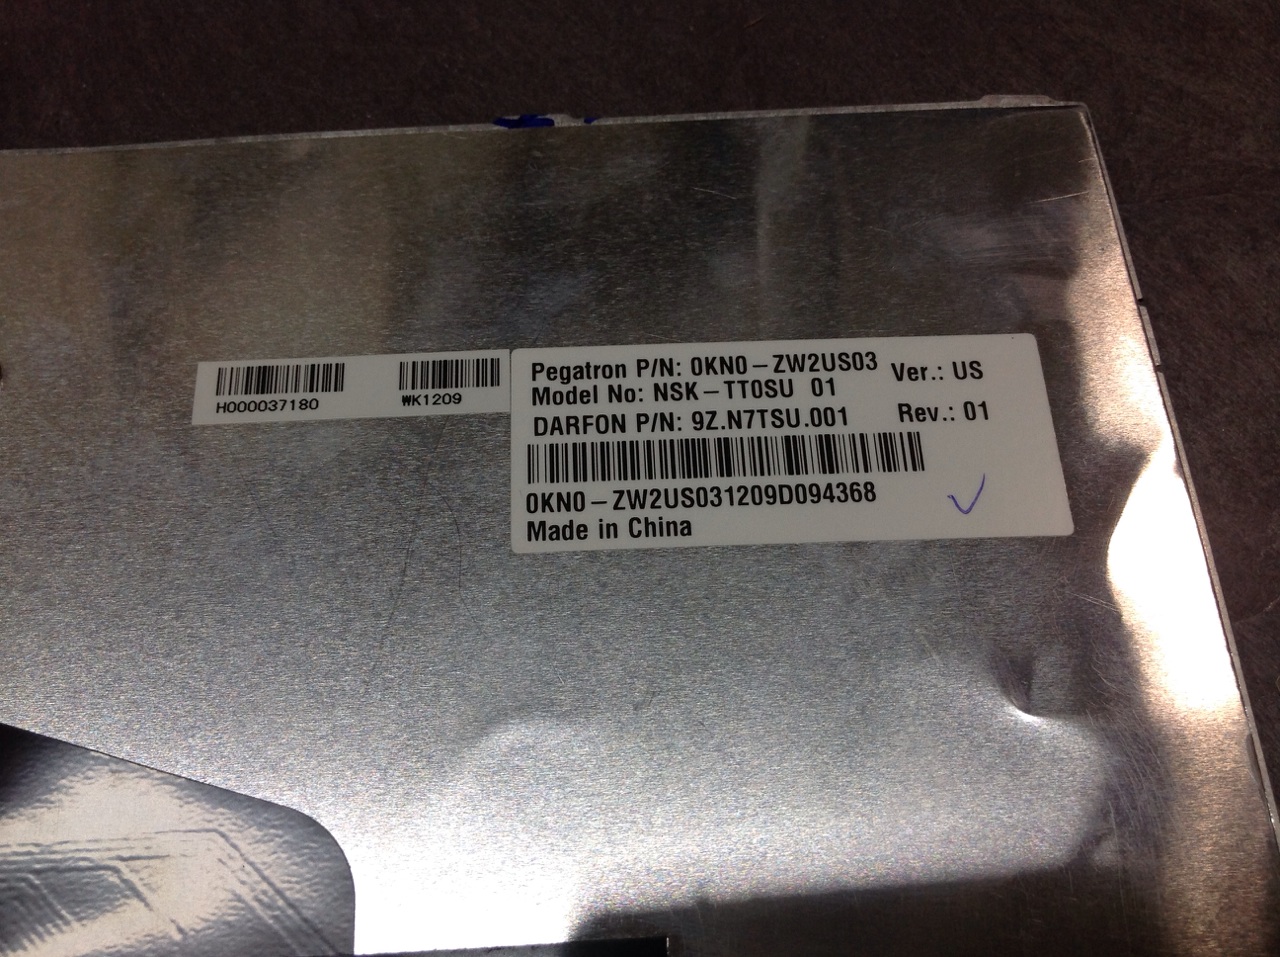 H000037180
WK1209
Pegatron P/N: 0KN0-ZW2US03 Ver.: US
Model No: NSK-TT0SU 01
DARFON P/N: 9Z.N7TSU.001 Rev.: 01
0KN0-ZW2US031209D094368
Made in China